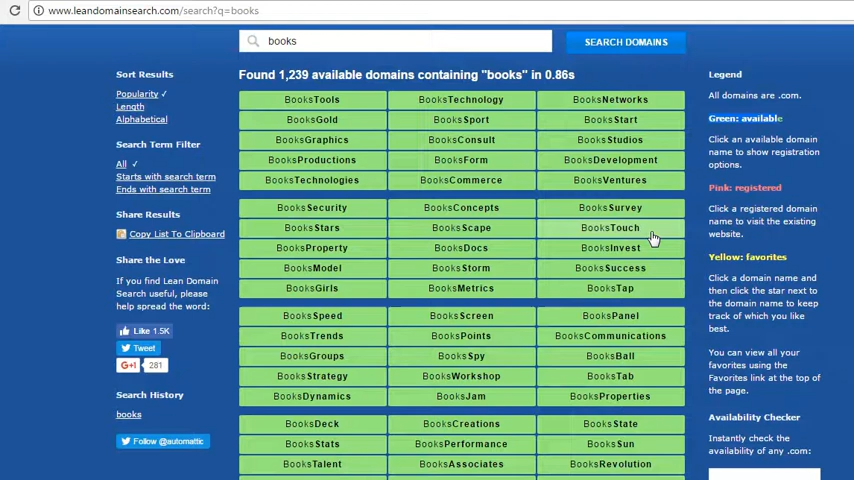 www.leandomainsearch.com/search?q=books
books
SEARCH DOMAINS
Sort Results
Popularity ✓
Length
Alphabetical
Search Term Filter
All ✓
Starts with search term
Ends with search term
Share Results
Copy List To Clipboard
Share the Love
If you find Lean Domain
Search useful, please
help spread the word:
Like 1.5K
Tweet
G+1 281
Search History
books
Follow @automattic
Found 1,239 available domains containing "books" in 0.86s
BooksTools BooksTechnology BooksNetworks
BooksGold BooksSport BooksStart
BooksGraphics BooksConsult BooksStudios
BooksProductions BooksForm BooksDevelopment
BooksTechnologies BooksCommerce BooksVentures
BooksSecurity BooksConcepts BooksSurvey
BooksStars BooksScape BooksTouch
BooksProperty BooksDocs BooksInvest
BooksModel BooksStorm BooksSuccess
BooksGirls BooksMetrics BooksTap
BooksSpeed BooksScreen BooksPanel
BooksTrends BooksPoints BooksCommunications
BooksGroups BooksSpy BooksBall
BooksStrategy BooksWorkshop BooksTab
BooksDynamics BooksJam BooksProperties
BooksDeck BooksCreations BooksState
BooksStats BooksPerformance BooksSun
BooksTalent BooksAssociates BooksRevolution
Legend
All domains are .com.
Green: available
Click an available domain
name to show registration
options.
Pink: registered
Click a registered domain
name to visit the existing
website.
Yellow: favorites
Click a domain name and
then click the star next to
the domain name to keep
track of which you like
best.
You can view all your
favorites using the
Favorites link at the top of
the page.
Availability Checker
Instantly check the
availability of any .com: